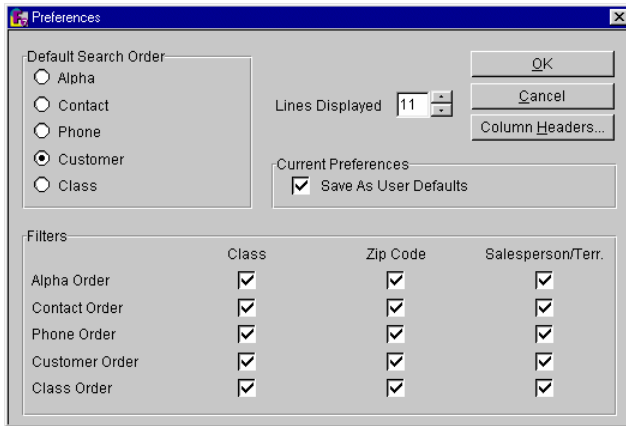 Preferences
Default Search Order
Alpha
Contact
Phone
Customer
Class
Lines Displayed 11
OK
Cancel
Column Headers...
Current Preferences
Save As User Defaults
Filters
Class Zip Code Salesperson/Terr.
Alpha Order
Contact Order
Phone Order
Customer Order
Class Order